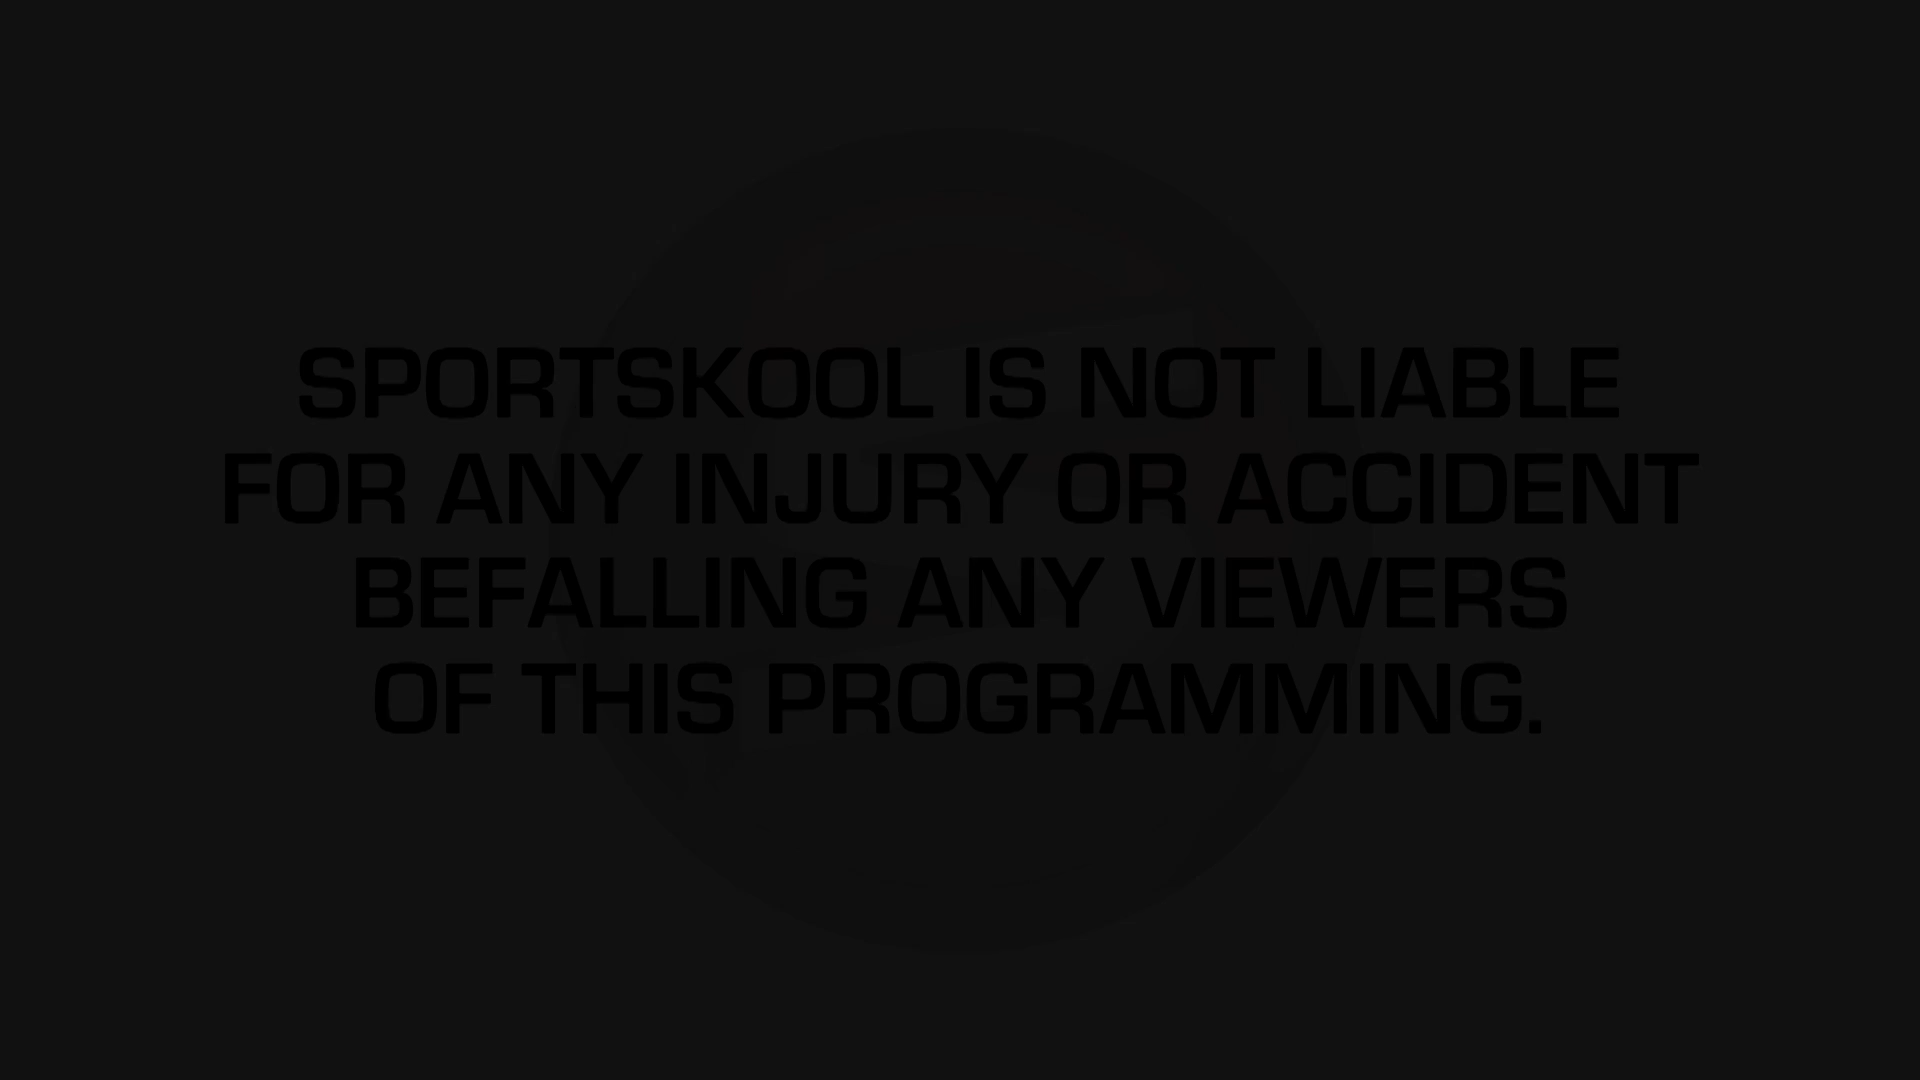 SPORTSKOOL IS NOT LIABLE
FOR ANY INJURY OR ACCIDENT
BEFALLING ANY VIEWERS
OF THIS PROGRAMMING.